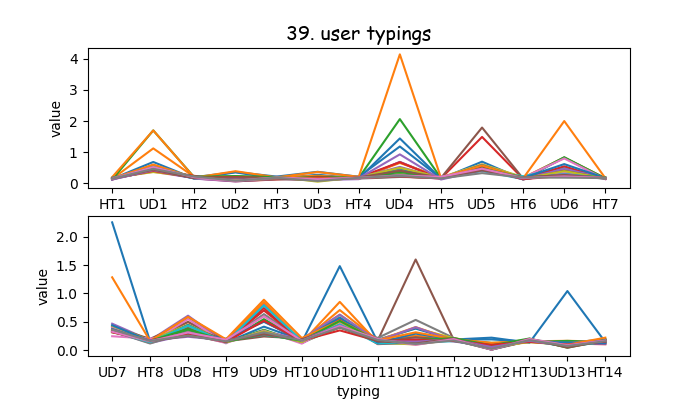 39. user typings
value
4
3
2
1
0
HT1 UD1 HT2 UD2 HT3 UD3 HT4 UD4 HT5 UD5 HT6 UD6 HT7
value
2.0
1.5
1.0
0.5
0.0
UD7 HT8 UD8 HT9 UD9 HT10 UD10 HT11 UD11 HT12 UD12 HT13 UD13 HT14
typing